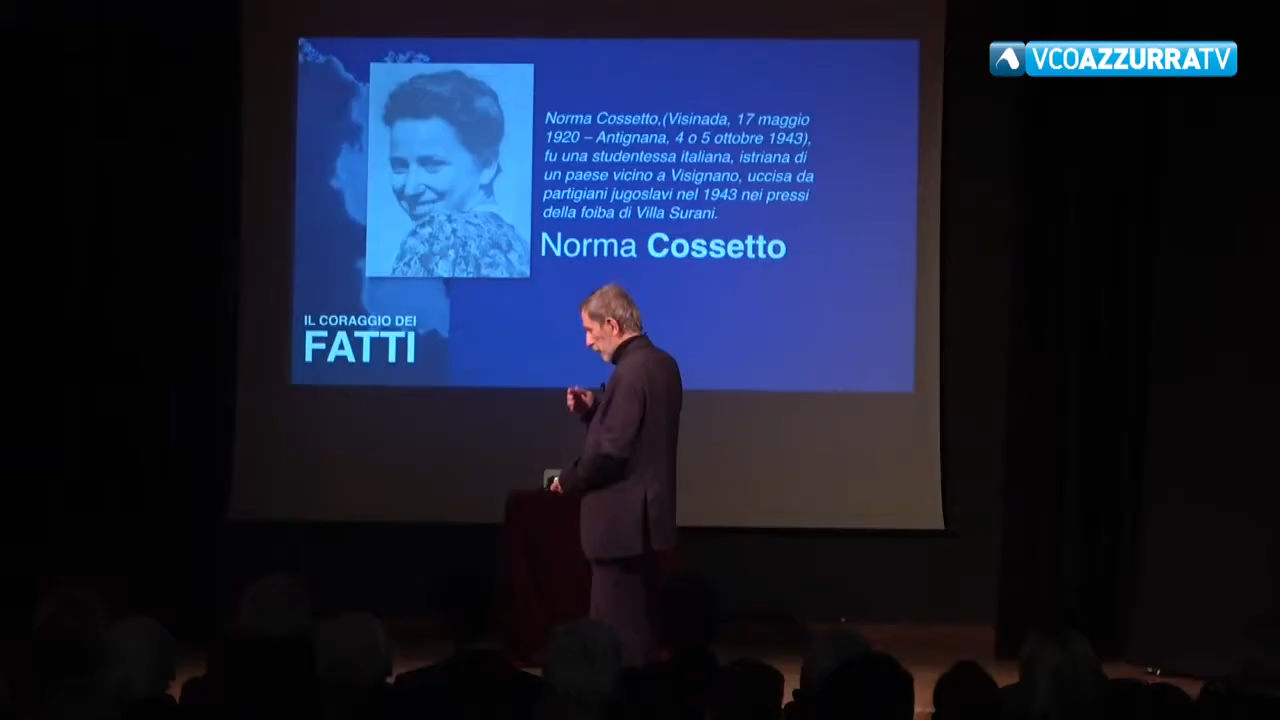 VCOAZZURRATV
Norma Cossetto,(Visinada, 17 maggio
1920 – Antignana, 4 o 5 ottobre 1943),
fu una studentessa italiana, istriana di
un paese vicino a Visignano, uccisa da
partigiani jugoslavi nel 1943 nei pressi
della foiba di Villa Surani.
Norma Cossetto
IL CORAGGIO DEI
FATTI